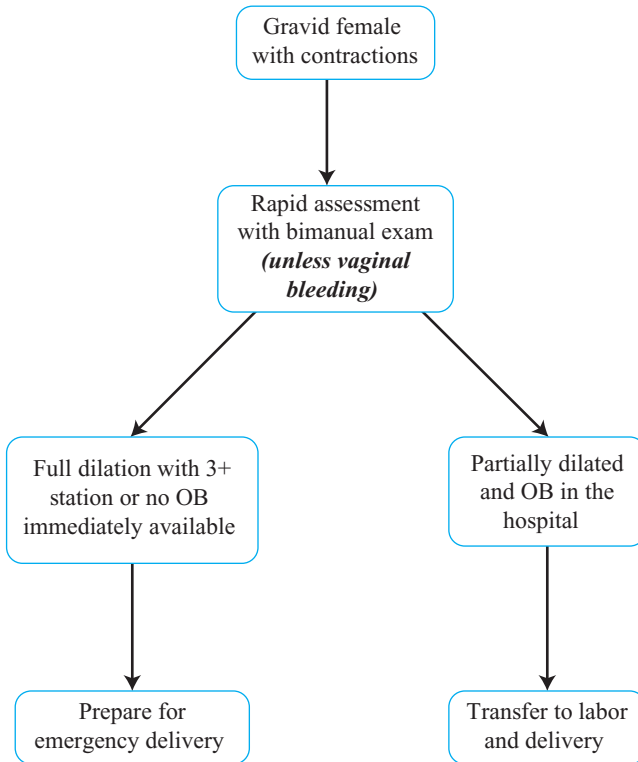 Gravid female
with contractions
Rapid assessment
with bimanual exam
(unless vaginal
bleeding)
Full dilation with 3+
station or no OB
immediately available
Partially dilated
and OB in the
hospital
Prepare for
emergency delivery
Transfer to labor
and delivery